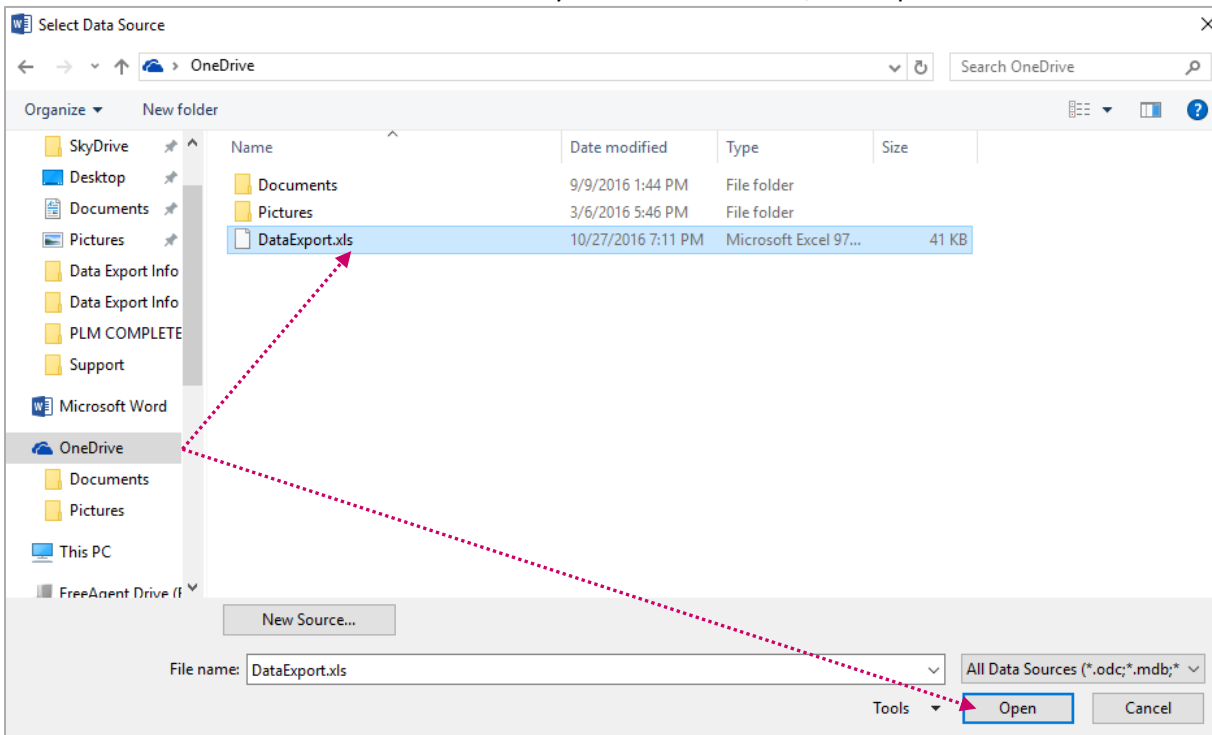 Select Data Source
OneDrive
Search OneDrive
Organize
New folder
Name
Date modified
Type
Size
SkyDrive
Desktop
Documents
Pictures
Data Export Info
Data Export Info
PLM COMPLETE
Support
Microsoft Word
OneDrive
Documents
Pictures
This PC
FreeAgent Drive (F
Documents 9/9/2016 1:44 PM File folder
Pictures 3/6/2016 5:46 PM File folder
DataExport.xls 10/27/2016 7:11 PM Microsoft Excel 97... 41 KB
New Source...
File name: DataExport.xls
All Data Sources (*.odc;*.mdb;*
Tools
Open
Cancel